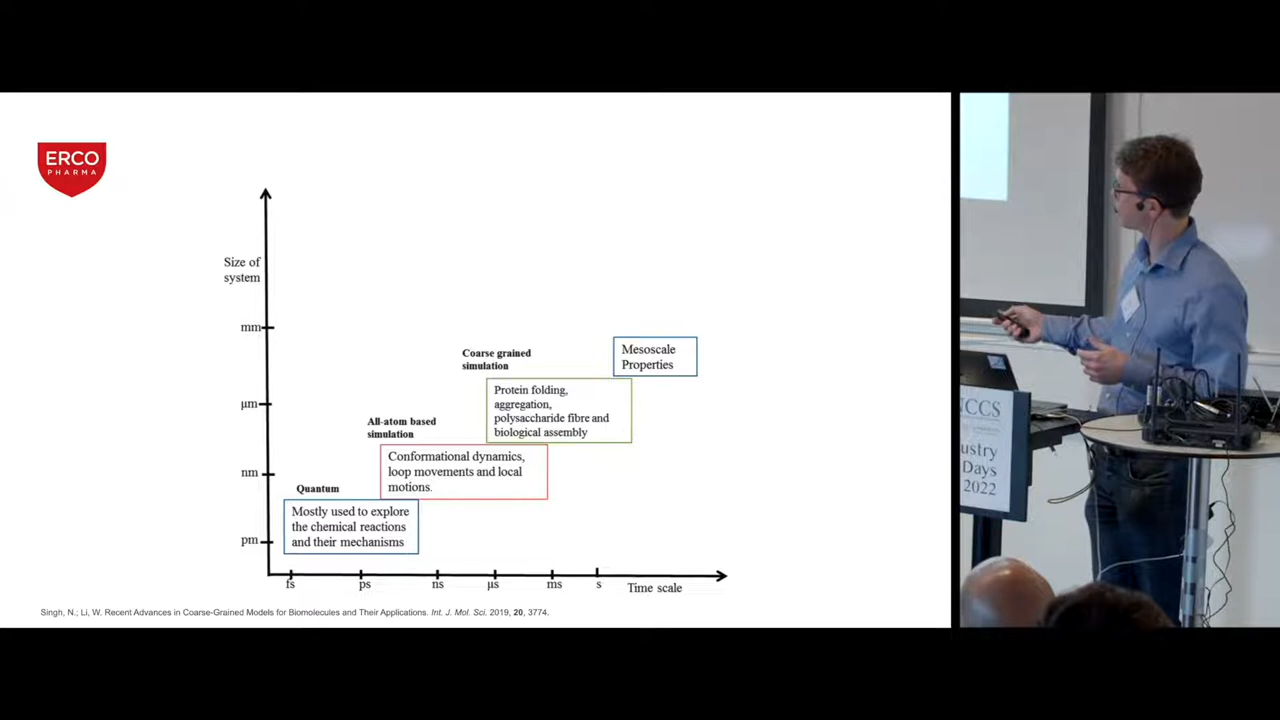 ERCO
PHARMA
Size of
system
mm
μm
nm
pm
Mesoscale
Properties
Coarse grained
simulation
Protein folding,
aggregation,
polysaccharide fibre and
biological assembly
All-atom based
simulation
Conformational dynamics,
loop movements and local
motions.
Quantum
Mostly used to explore
the chemical reactions
and their mechanisms
fs
ps
ns
μs
ms
s
Time scale
Singh, N.; Li, W. Recent Advances in Coarse-Grained Models for Biomolecules and Their Applications. Int. J. Mol. Sci. 2019, 20, 3774.
NCCS
ustry
Days
2022